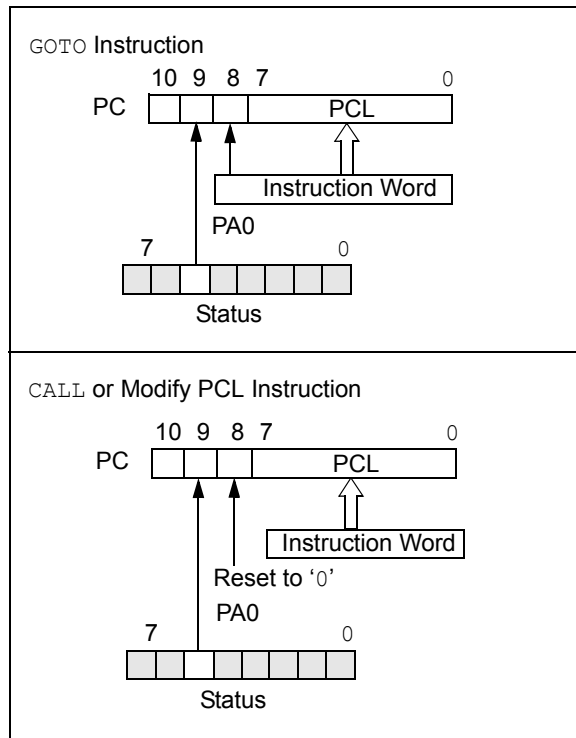 GOTO Instruction
10 9 8 7 0
PC PCL
Instruction Word
PA0
7 0
Status
CALL or Modify PCL Instruction
10 9 8 7 0
PC PCL
Instruction Word
Reset to ‘0’
PA0
7 0
Status